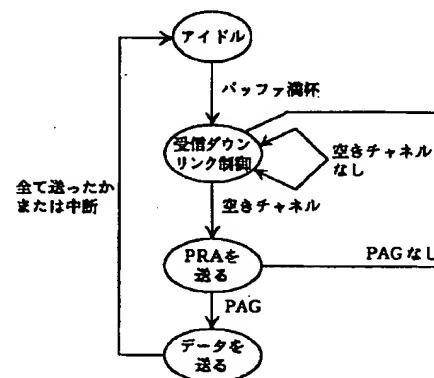 アイドル
バッファ満杯
受信ダウン
リンク制御
空きチャネル
なし
全て送ったか
または中断
空きチャネル
PRAを
送る
PAGなし
PAG
データを
送る